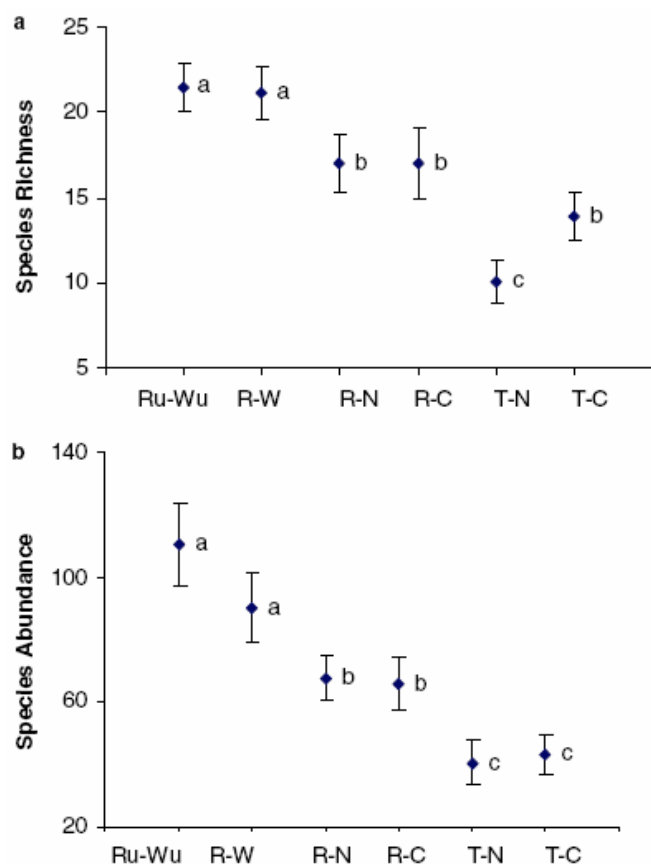 a
25
20
15
10
5
Species RIchness
a
a
b
b
c
b
Ru-Wu R-W R-N R-C T-N T-C
b
140
100
60
20
Species Abundance
a
a
b
b
c
c
Ru-Wu R-W R-N R-C T-N T-C